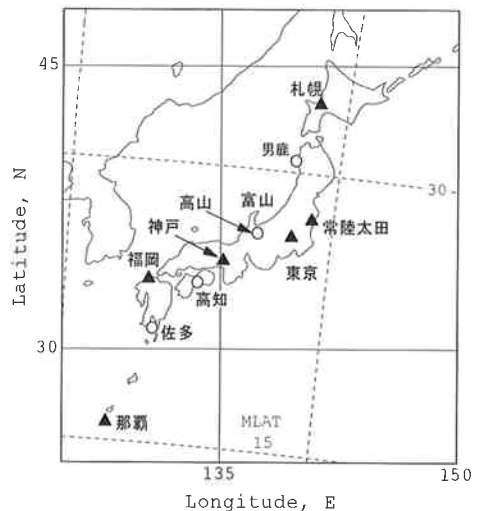 45
札幌
男鹿
30
高山
富山
神戸
常陸太田
福岡
東京
高知
佐多
30
那覇
MLAT
15
135
150
Longitude, E
Latitude, N